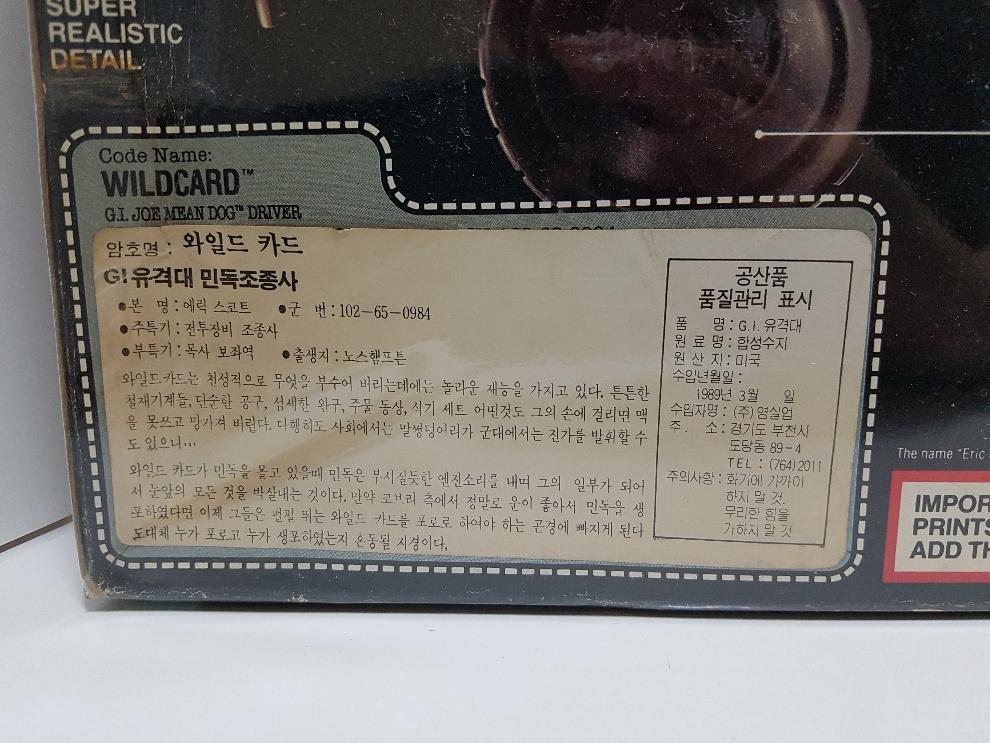 SUPER
REALISTIC
DETAIL
Code Name:
WILDCARD™
G.I. JOE MEAN DOG™ DRIVER
암호명 : 와일드 카드
GI 유격대 민독조종사
●본 명 : 에릭 스코트 ●군 번 : 102-65-0984
●주특기 : 전투장비 조종사
●부특기 : 목사 보좌역 ●출생지 : 노스햄프튼
와일드카드는 천성적으로 무엇을 부수어 버리는데에는 놀라운 재능을 가지고 있다. 튼튼한
철재기계들, 단순한 공구, 섬세한 완구, 주물 동상, 식기 세트 어떤것도 그의 손에 걸리면 맥
을 못쓰고 망가져 버린다. 다행히도 사회에서는 말썽덩어리가 군대에서는 진가를 발휘할 수
도 있으니...
와일드 카드가 민독을 몰고 있을때 민독은 부시실듯한 엔진소리를 내며 그의 일부가 되어
서 눈앞의 모든 것을 박살내는 것이다. 만약 코브라 측에서 정말로 운이 좋아서 민독을 생
포하였다면 이제 그들은 펄펄 뛰는 와일드 카드를 포로로 하여야 하는 곤경에 빠지게 된다
도대체 누가 포로고 누가 생포하였는지 혼동될 지경이다.
공산품
품질관리 표시
품 명 : G.I. 유격대
원 료 명 : 합성수지
원 산 지 : 미국
수입년월일 :
1989년 3월 일
수입자명 : (주) 영실업
주. 소 : 경기도 부천시
도당동 89-4
TEL : (764) 2011
주의사항 : 화기에 가까이
하지 말 것.
무리한 힘을
가하지 말 것
The name "Eric
IMPOR
PRINTS
ADD TH